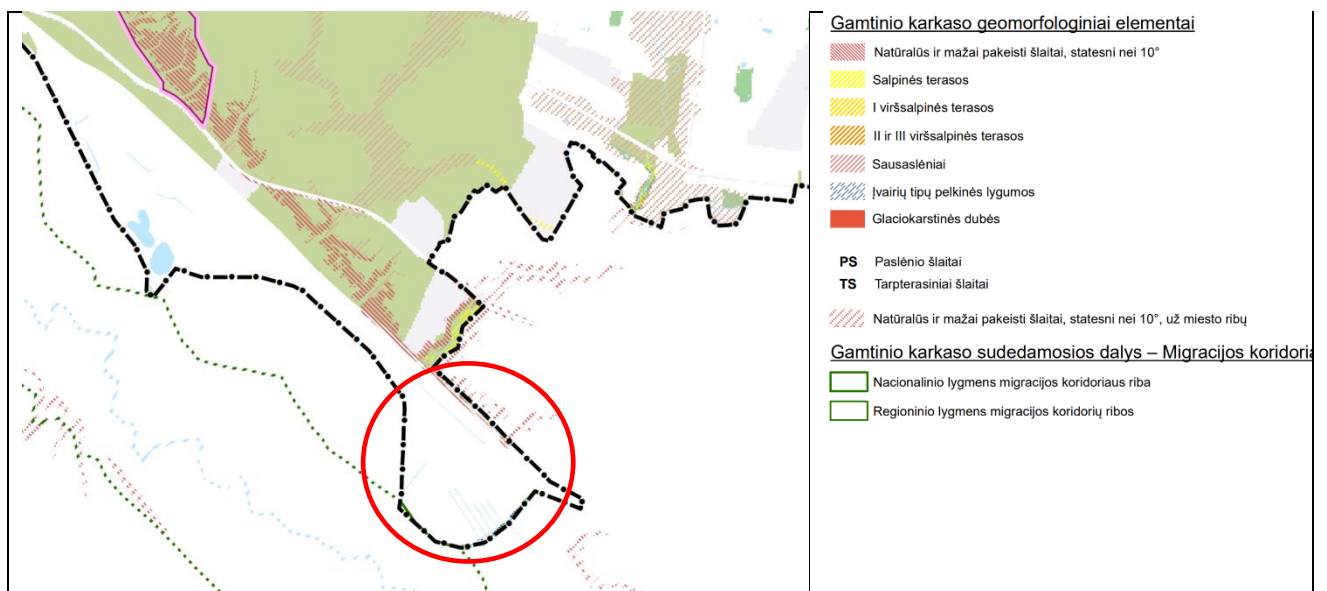 Gamtinio karkaso geomorfologiniai elementai
Natūralūs ir mažai pakeisti šlaitai, statesni nei 10°
Salpinės terasos
I viršsalpinės terasos
II ir III viršsalpinės terasos
Sausaslėniai
Įvairių tipų pelkinės lygumos
Glaciokarstinės dubės
PS Paslėnio šlaitai
TS Tarpterasiniai šlaitai
Natūralūs ir mažai pakeisti šlaitai, statesni nei 10°, už miesto ribų
Gamtinio karkaso sudedamosios dalys – Migracijos koridoria
Nacionalinio lygmens migracijos koridoriaus riba
Regioninio lygmens migracijos koridorių ribos